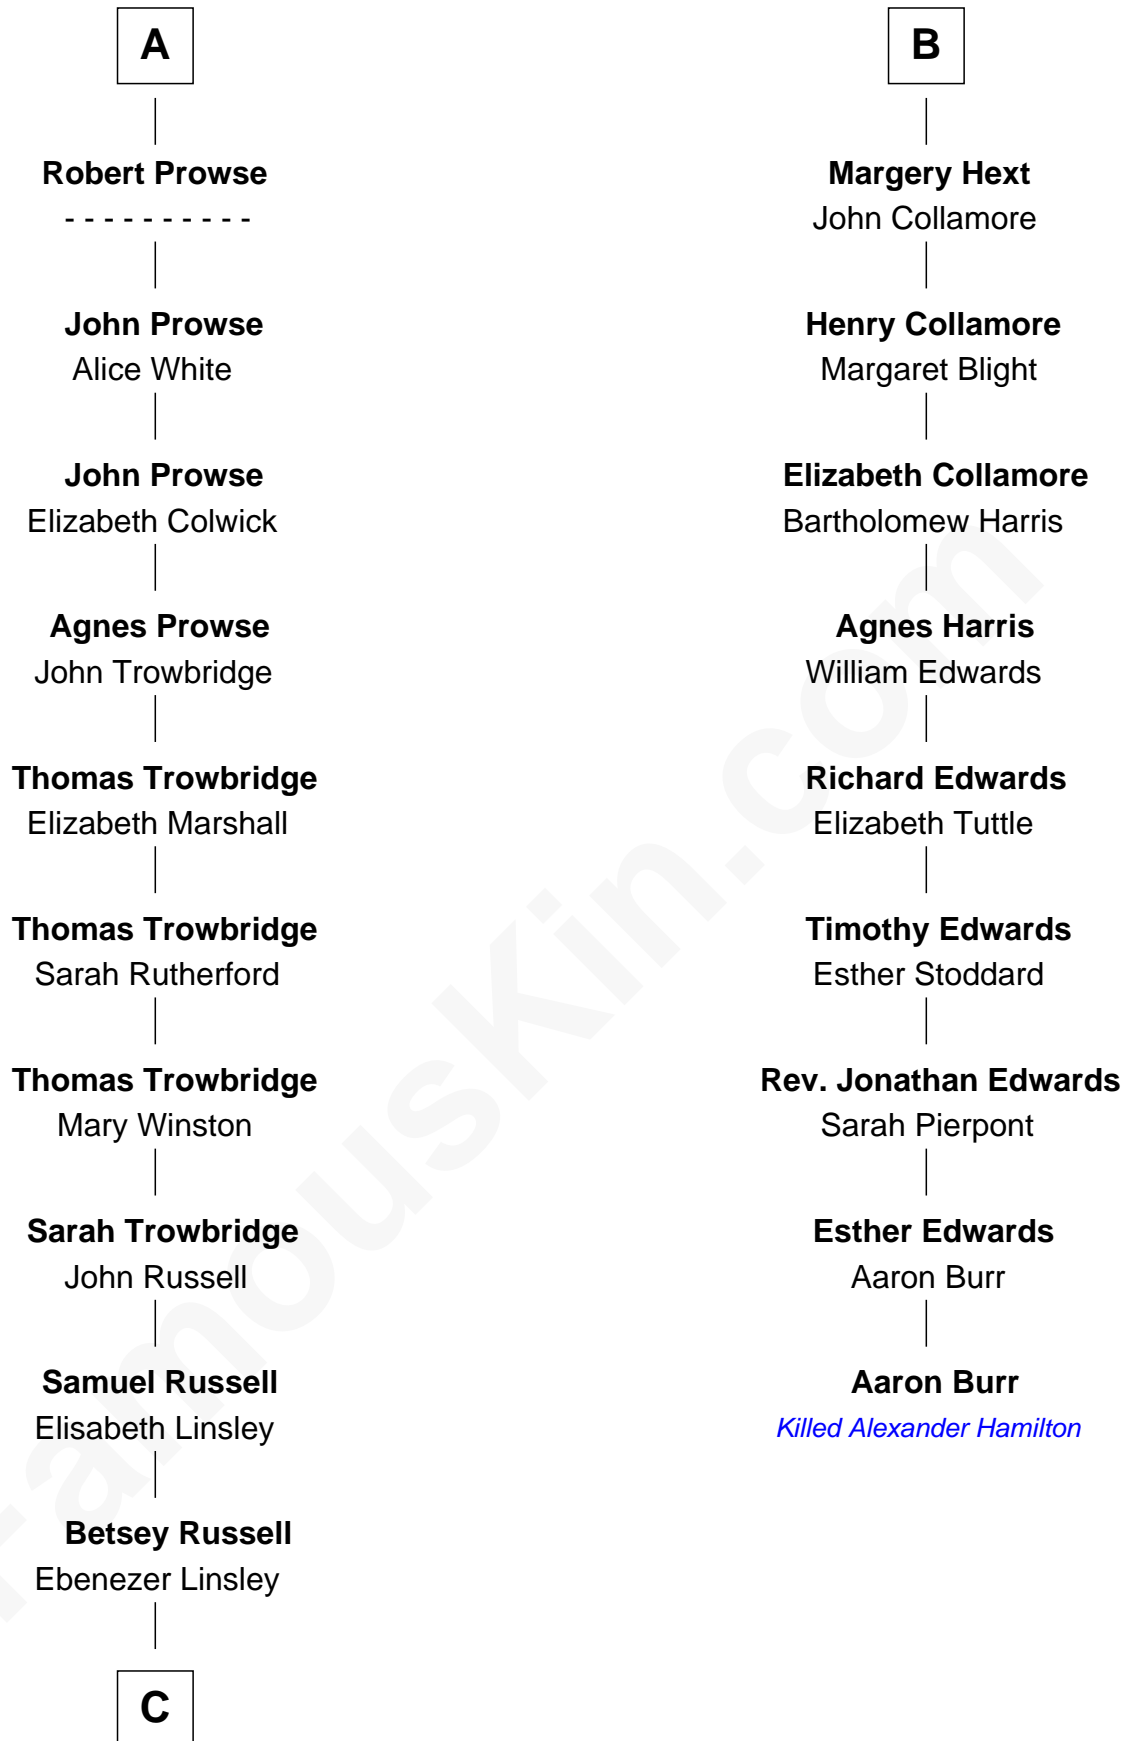 A
Robert Prowse
- - - - - - - - - -
John Prowse
Alice White
John Prowse
Elizabeth Colwick
Agnes Prowse
John Trowbridge
Thomas Trowbridge
Elizabeth Marshall
Thomas Trowbridge
Sarah Rutherford
Thomas Trowbridge
Mary Winston
Sarah Trowbridge
John Russell
Samuel Russell
Elisabeth Linsley
Betsey Russell
Ebenezer Linsley
C
B
Margery Hext
John Collamore
Henry Collamore
Margaret Blight
Elizabeth Collamore
Bartholomew Harris
Agnes Harris
William Edwards
Richard Edwards
Elizabeth Tuttle
Timothy Edwards
Esther Stoddard
Rev. Jonathan Edwards
Sarah Pierpont
Esther Edwards
Aaron Burr
Aaron Burr
Killed Alexander Hamilton
FamousKin.com